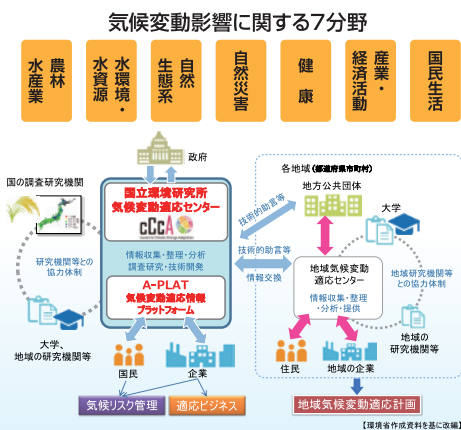 気候変動影響に関する7分野
農林
水産業
水環境・
水資源
自然
生態系
自然災害
健康
産業・
経済活動
国民生活
政府
国の調査研究機関
国立環境研究所
気候変動適応センター
CCCA
情報収集・整理・分析
調査研究・技術開発
A-PLAT
気候変動適応情報
プラットフォーム
研究機関等との
協力体制
大学、
地域の研究機関等
国民
企業
気候リスク管理
適応ビジネス
技術的助言等
技術的助言等
情報交換
各地域(都道府県市町村)
地方公共団体
大学
地域気候変動
適応センター
情報収集・整理
・分析・提供
地域研究機関等
との協力体制
地域の
研究機関等
住民
地域の企業
地域気候変動適応計画
【環境省作成資料を基に改編】